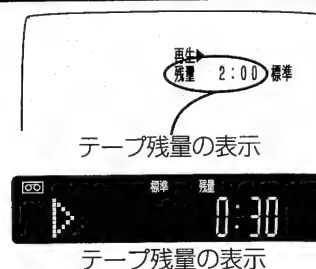 再生▶
残量 2:00 標準
テープ残量の表示
標準 残量
0:30
テープ残量の表示